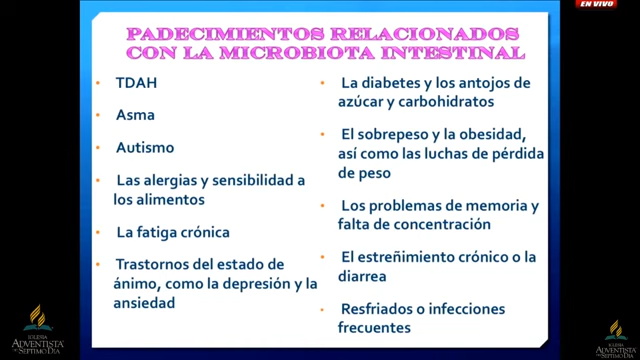 EN VIVO
PADECIMIENTOS RELACIONADOS
CON LA MICROBIOTA INTESTINAL
• TDAH
• Asma
• Autismo
• Las alergias y sensibilidad a
los alimentos
• La fatiga crónica
• Trastornos del estado de
ánimo, como la depresión y la
ansiedad
• La diabetes y los antojos de
azúcar y carbohidratos
• El sobrepeso y la obesidad,
así como las luchas de pérdida
de peso
• Los problemas de memoria y
falta de concentración
• El estreñimiento crónico o la
diarrea
• Resfriados o infecciones
frecuentes
IGLESIA
ADVENTISTA
DEL SÉPTIMO DÍA
IGLESIA
ADVENTISTA
DEL SÉPTIMO DÍA